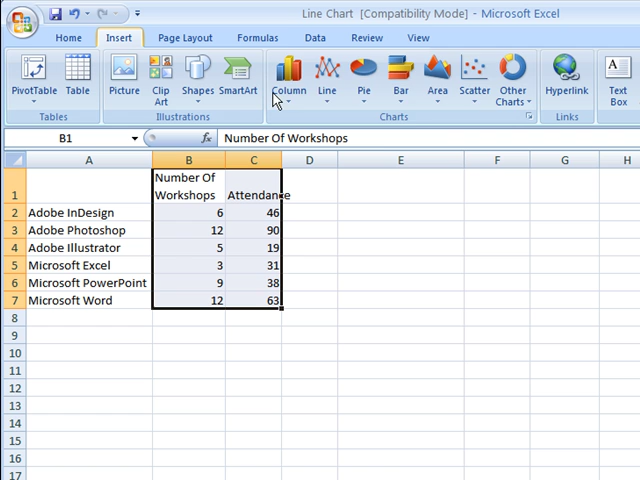 Line Chart [Compatibility Mode] - Microsoft Excel
Home Insert Page Layout Formulas Data Review View
PivotTable Table Picture Clip Art Shapes SmartArt Column Line Pie Bar Area Scatter Other Charts Hyperlink Text Box
Tables Illustrations Charts Links
B1 fx Number Of Workshops
A B C D E F G H
1 Number Of Workshops Attendance
2 Adobe InDesign 6 46
3 Adobe Photoshop 12 90
4 Adobe Illustrator 5 19
5 Microsoft Excel 3 31
6 Microsoft PowerPoint 9 38
7 Microsoft Word 12 63
8
9
10
11
12
13
14
15
16
17